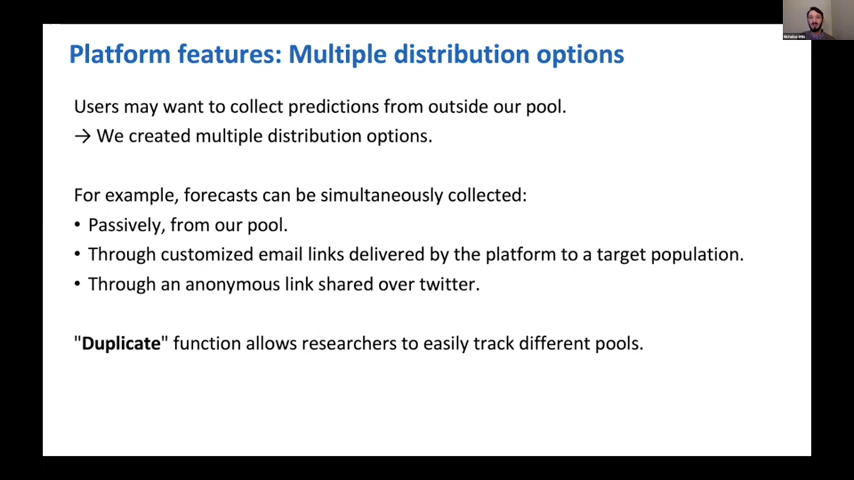 Platform features: Multiple distribution options
Users may want to collect predictions from outside our pool.
→ We created multiple distribution options.
For example, forecasts can be simultaneously collected:
• Passively, from our pool.
• Through customized email links delivered by the platform to a target population.
• Through an anonymous link shared over twitter.
"Duplicate" function allows researchers to easily track different pools.